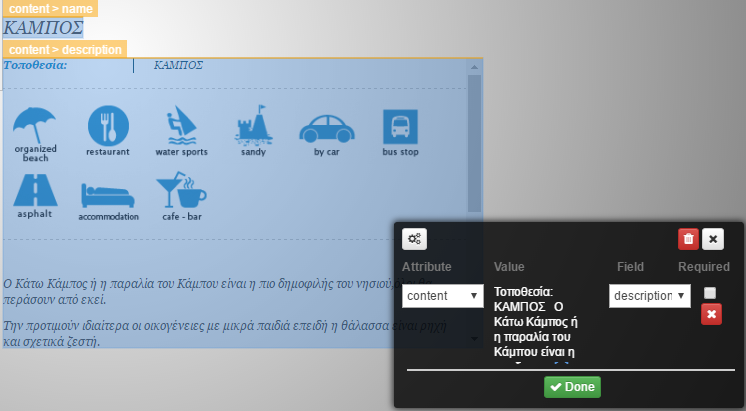 content > name
ΚΑΜΠΟΣ
content > description
Τοποθεσία: ΚΑΜΠΟΣ
organized beach
restaurant
water sports
sandy
by car
bus stop
asphalt
accommodation
cafe - bar
Ο Κάτω Κάμπος ή η παραλία του Κάμπου είναι η πιο δημοφιλής του νησιού,
περάσουν από εκεί.
Την προτιμούν ιδιαίτερα οι οικογένειες με μικρά παιδιά επειδή η θάλασσα είναι ρηχή
και σχετικά ζεστή.
Attribute Value Field Required
content
Τοποθεσία:
ΚΑΜΠΟΣ Ο
Κάτω Κάμπος ή
η παραλία του
Κάμπου είναι η
description
Done